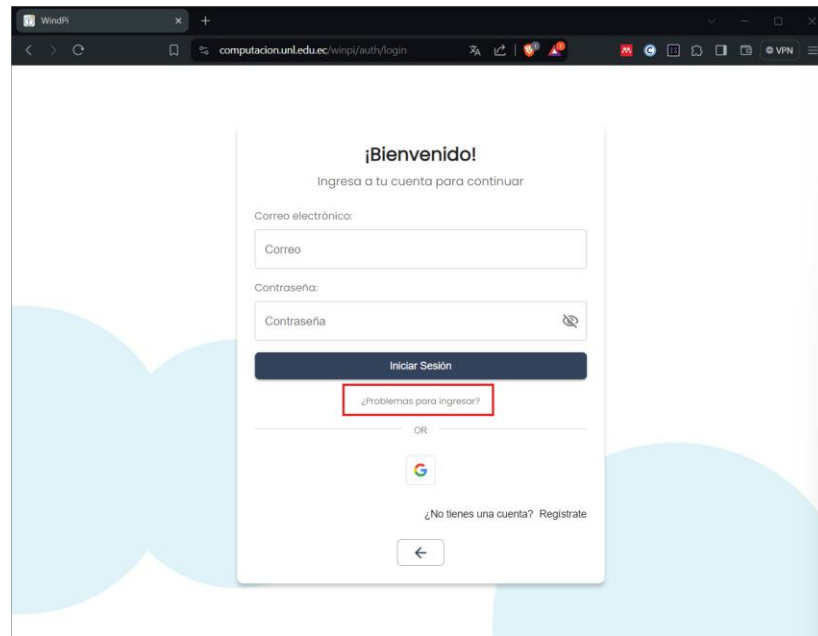 WindPi
computacion.unl.edu.ec/winpi/auth/login
VPN
¡Bienvenido!
Ingresa a tu cuenta para continuar
Correo electrónico:
Correo
Contraseña:
Contraseña
Iniciar Sesión
¿Problemas para ingresar?
OR
¿No tienes una cuenta? Regístrate